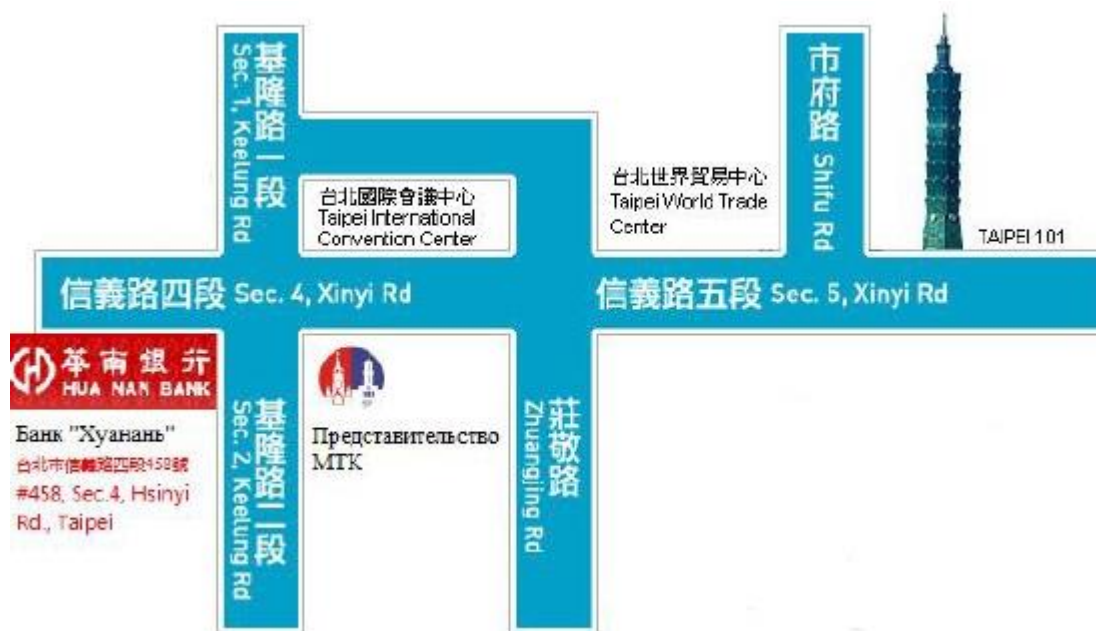 基隆路一段
Sec. 1, Keelung Rd
市府路 Shifu Rd
台北國際會議中心
Taipei International
Convention Center
台北世界貿易中心
Taipei World Trade
Center
TAIPEI 101
信義路四段 Sec. 4, Xinyi Rd
信義路五段 Sec. 5, Xinyi Rd
華南銀行
HUA NAN BANK
Банк "Хуанань"
台北市信義路四段458號
#458, Sec.4, Hsinyi
Rd., Taipei
基隆路二段
Sec. 2, Keelung Rd
Представительство
МТК
莊敬路
Zhuangjing Rd